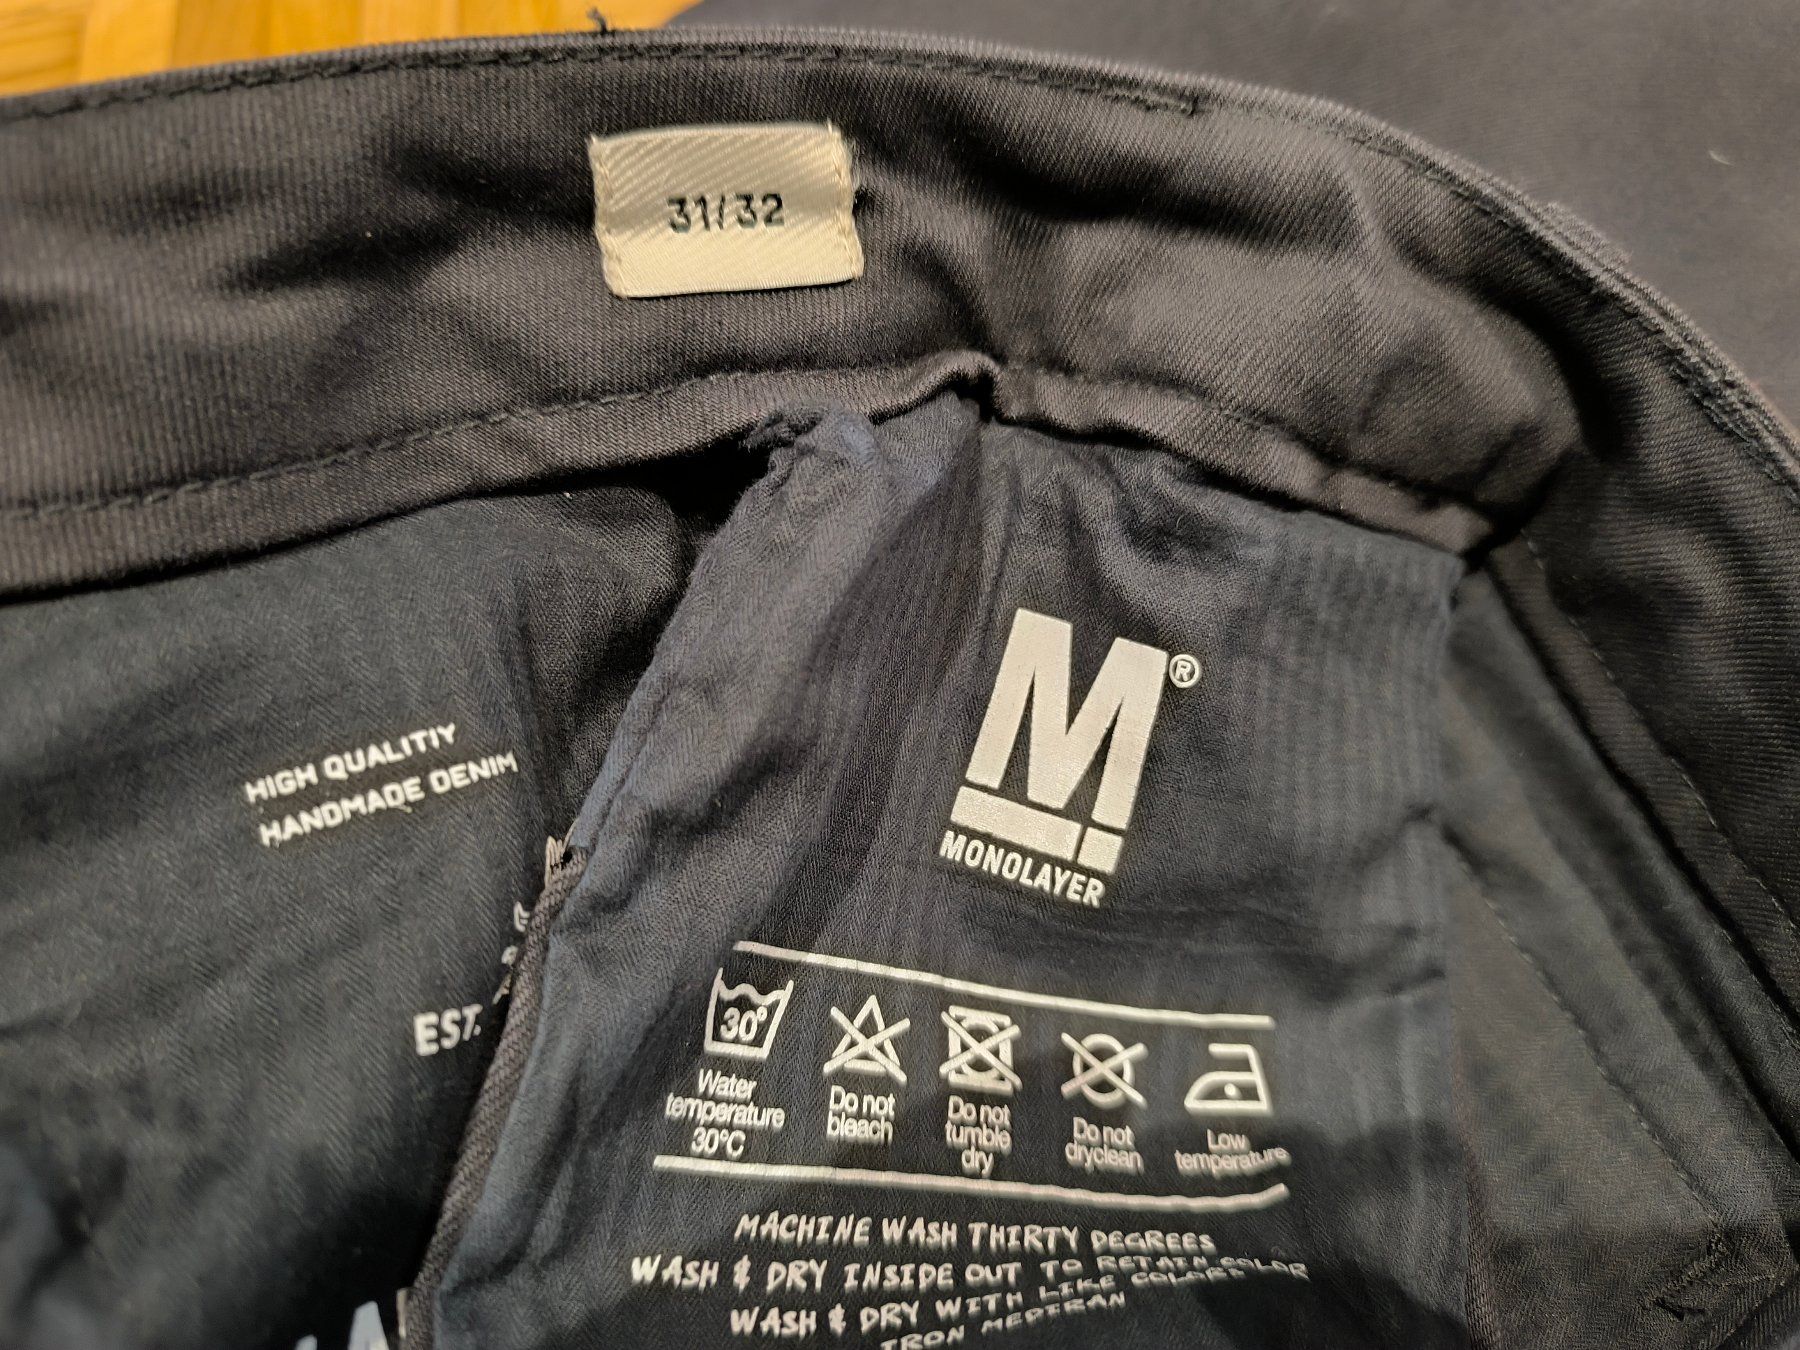 31/32
HIGH QUALITIY
HANDMADE DENIM
EST.
M®
MONOLAYER
30°
Water
temperature
30°C
Do not
bleach
Do not
tumble
dry
Do not
dryclean
Low
temperature
MACHINE WASH THIRTY DEGREES
WASH & DRY INSIDE OUT TO RETAIN COLOR
WASH & DRY WITH LIKE COLORS
IRON MEDIRAN